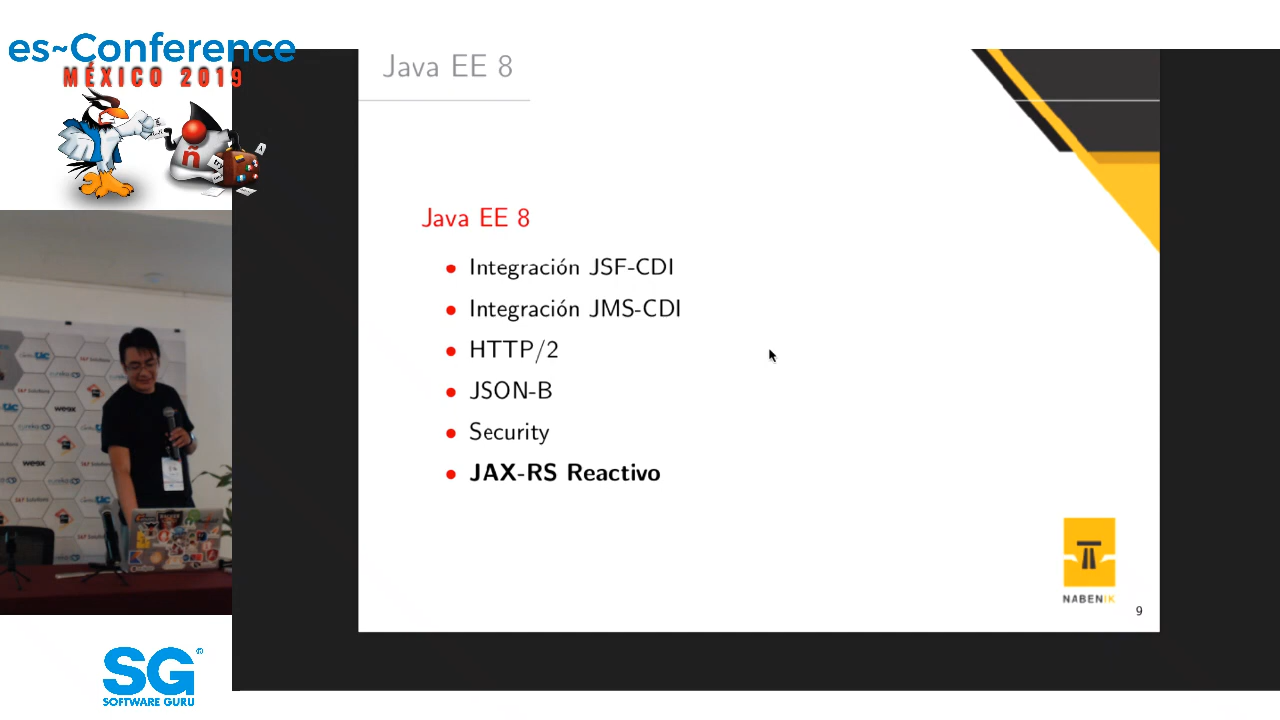 es~Conference
MÉXICO 2019
ñ
Java EE 8
Java EE 8
Integración JSF-CDI
Integración JMS-CDI
HTTP/2
JSON-B
Security
JAX-RS Reactivo
NABENIK
9
SG®
SOFTWARE GURU